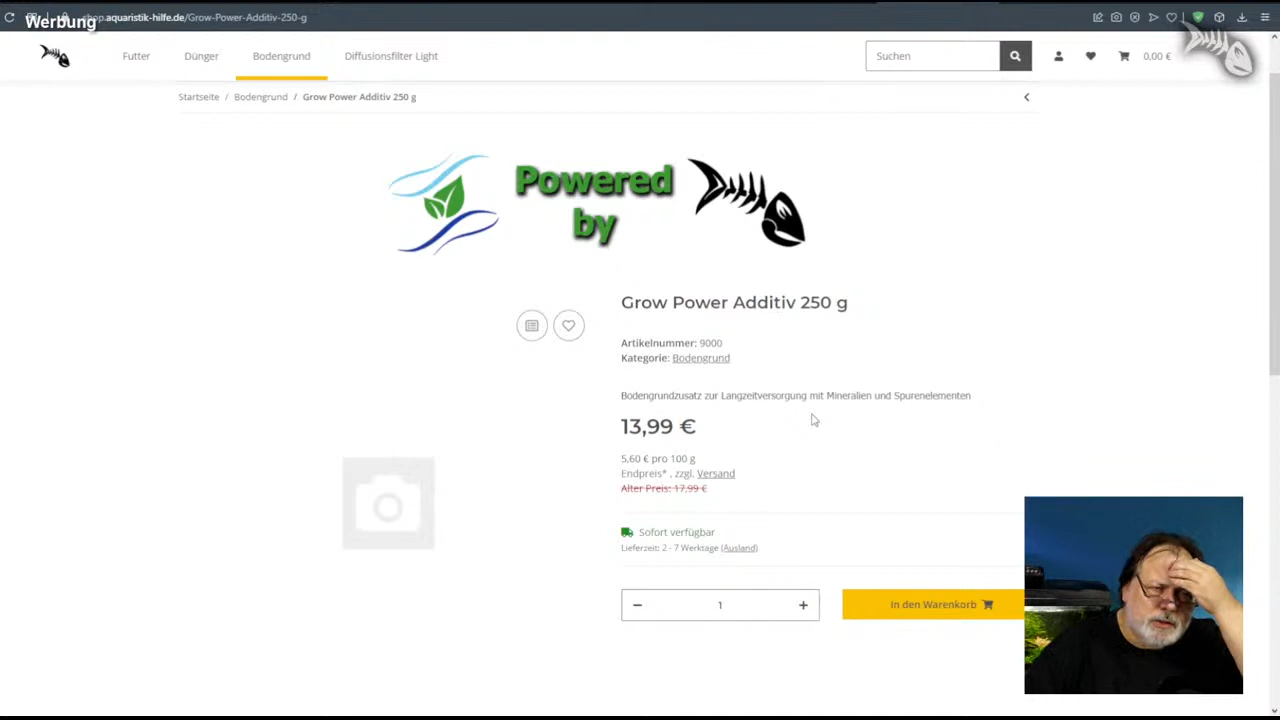 Werbung
shop.aquaristik-hilfe.de/Grow-Power-Additiv-250-g
Futter
Dünger
Bodengrund
Diffusionsfilter Light
Suchen
0,00 €
Startseite / Bodengrund / Grow Power Additiv 250 g
Powered
by
Grow Power Additiv 250 g
Artikelnummer: 9000
Kategorie: Bodengrund
Bodengrundzusatz zur Langzeitversorgung mit Mineralien und Spurenelementen
13,99 €
5,60 € pro 100 g
Endpreis* , zzgl. Versand
Alter Preis: 17,99 €
Sofort verfügbar
Lieferzeit: 2 - 7 Werktage (Ausland)
1
In den Warenkorb